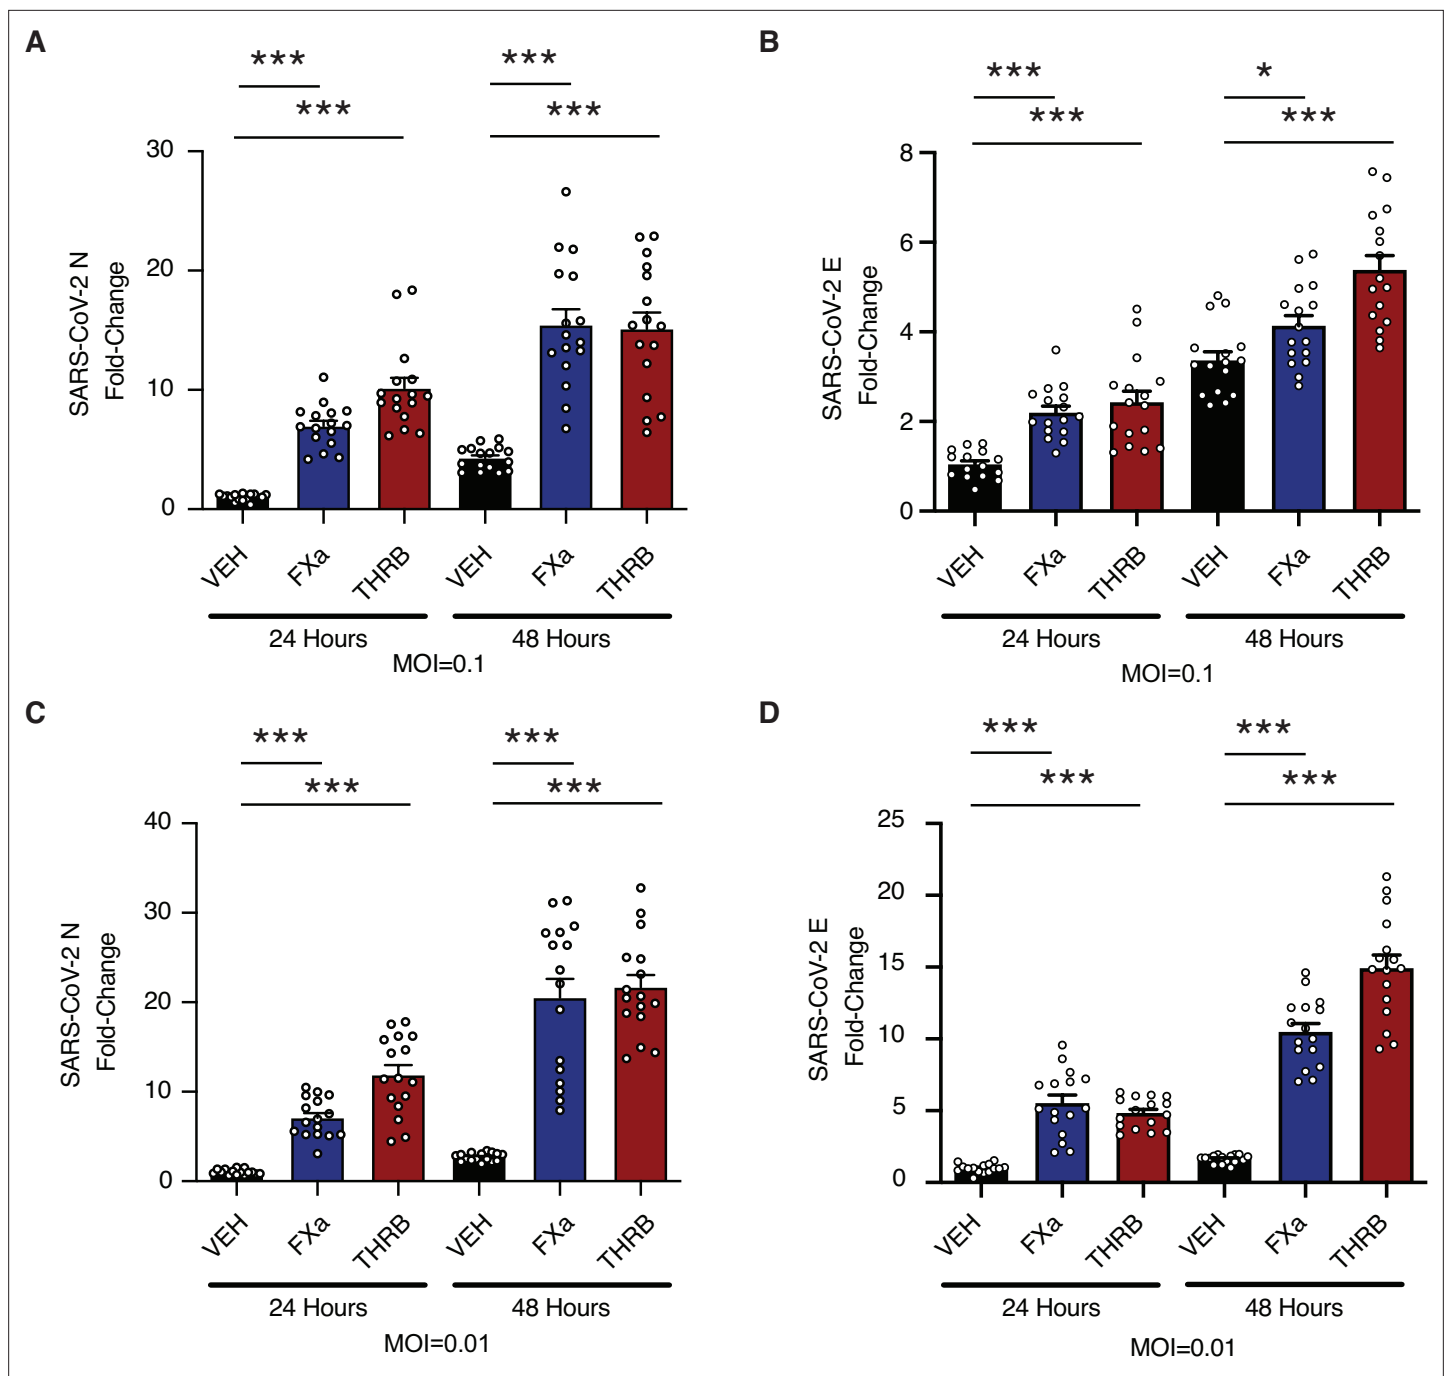 A
***
***
***
***
30
20
10
0
SARS-CoV-2 N
Fold-Change
VEH
FXa
THRB
VEH
FXa
THRB
24 Hours
48 Hours
MOI=0.1
B
***
***
*
***
8
6
4
2
0
SARS-CoV-2 E
Fold-Change
VEH
FXa
THRB
VEH
FXa
THRB
24 Hours
48 Hours
MOI=0.1
C
***
***
***
***
40
30
20
10
0
SARS-CoV-2 N
Fold-Change
VEH
FXa
THRB
VEH
FXa
THRB
24 Hours
48 Hours
MOI=0.01
D
***
***
***
***
25
20
15
10
5
0
SARS-CoV-2 E
Fold-Change
VEH
FXa
THRB
VEH
FXa
THRB
24 Hours
48 Hours
MOI=0.01